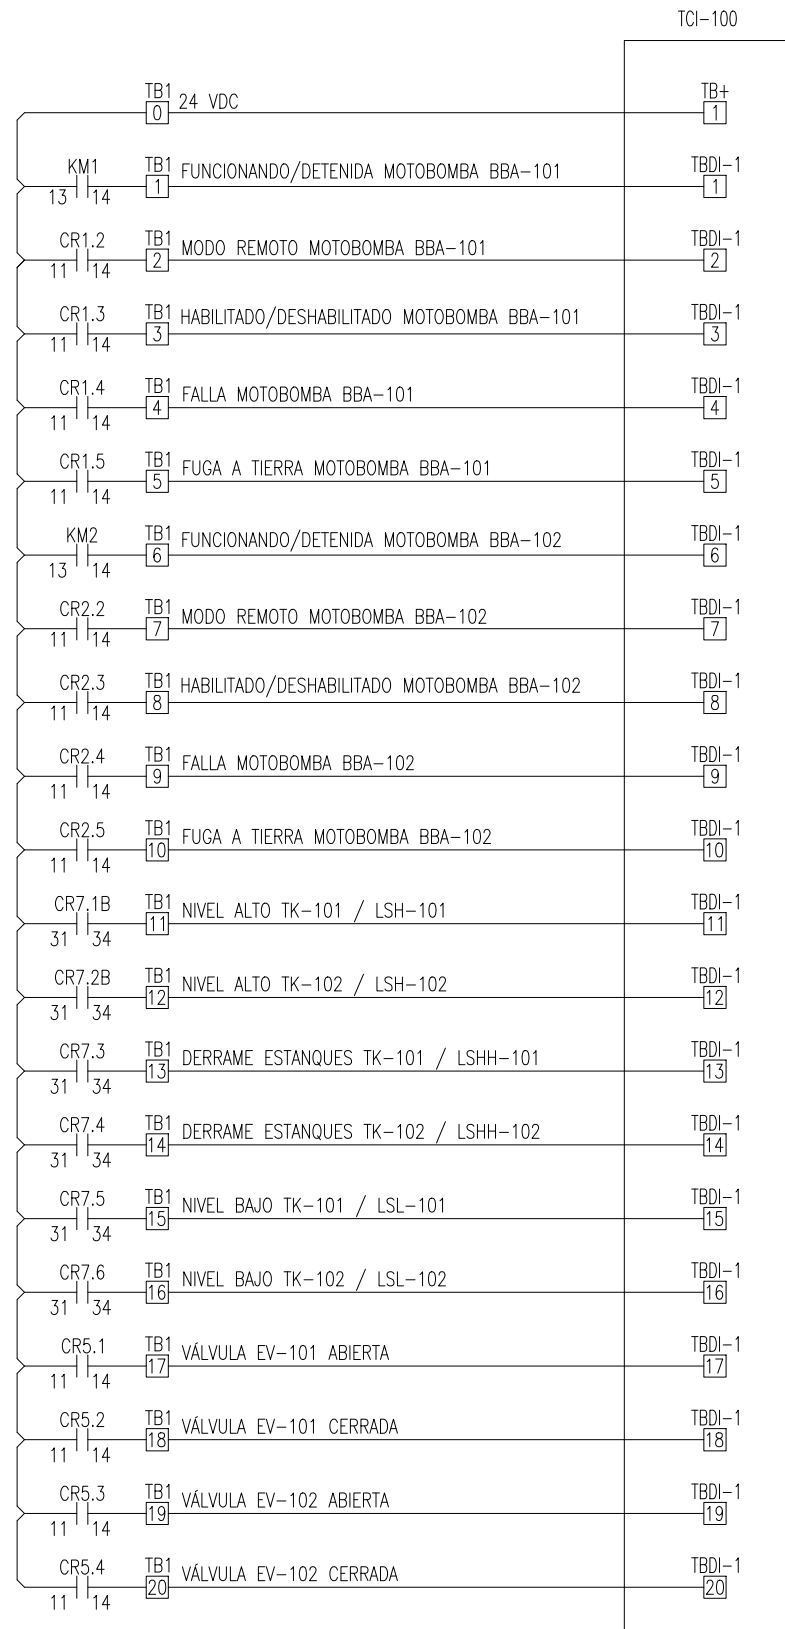 TCI-100
TB1 TB+
0 24 VDC 1
KM1 TB1 FUNCIONANDO/DETENIDA MOTOBOMBA BBA-101 TBDI-1
13 14 1 1
CR1.2 TB1 MODO REMOTO MOTOBOMBA BBA-101 TBDI-1
11 14 2 2
CR1.3 TB1 HABILITADO/DESHABILITADO MOTOBOMBA BBA-101 TBDI-1
11 14 3 3
CR1.4 TB1 FALLA MOTOBOMBA BBA-101 TBDI-1
11 14 4 4
CR1.5 TB1 FUGA A TIERRA MOTOBOMBA BBA-101 TBDI-1
11 14 5 5
KM2 TB1 FUNCIONANDO/DETENIDA MOTOBOMBA BBA-102 TBDI-1
13 14 6 6
CR2.2 TB1 MODO REMOTO MOTOBOMBA BBA-102 TBDI-1
11 14 7 7
CR2.3 TB1 HABILITADO/DESHABILITADO MOTOBOMBA BBA-102 TBDI-1
11 14 8 8
CR2.4 TB1 FALLA MOTOBOMBA BBA-102 TBDI-1
11 14 9 9
CR2.5 TB1 FUGA A TIERRA MOTOBOMBA BBA-102 TBDI-1
11 14 10 10
CR7.1B TB1 NIVEL ALTO TK-101 / LSH-101 TBDI-1
31 34 11 11
CR7.2B TB1 NIVEL ALTO TK-102 / LSH-102 TBDI-1
31 34 12 12
CR7.3 TB1 DERRAME ESTANQUES TK-101 / LSHH-101 TBDI-1
31 34 13 13
CR7.4 TB1 DERRAME ESTANQUES TK-102 / LSHH-102 TBDI-1
31 34 14 14
CR7.5 TB1 NIVEL BAJO TK-101 / LSL-101 TBDI-1
31 34 15 15
CR7.6 TB1 NIVEL BAJO TK-102 / LSL-102 TBDI-1
31 34 16 16
CR5.1 TB1 VÁLVULA EV-101 ABIERTA TBDI-1
11 14 17 17
CR5.2 TB1 VÁLVULA EV-101 CERRADA TBDI-1
11 14 18 18
CR5.3 TB1 VÁLVULA EV-102 ABIERTA TBDI-1
11 14 19 19
CR5.4 TB1 VÁLVULA EV-102 CERRADA TBDI-1
11 14 20 20